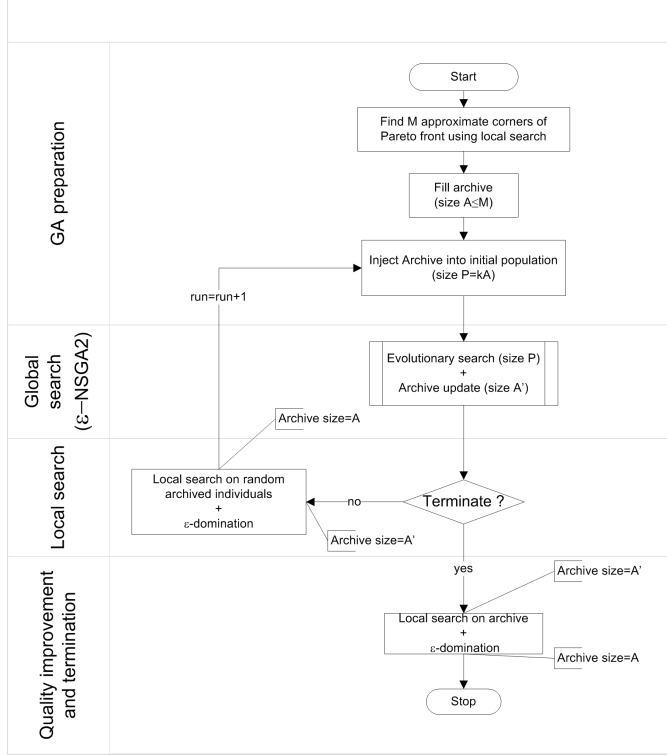 GA preparation
Start
Find M approximate corners of
Pareto front using local search
Fill archive
(size A≤M)
Inject Archive into initial population
(size P=kA)
run=run+1
Global
search
(ε–NSGA2)
Evolutionary search (size P)
+
Archive update (size A’)
Archive size=A
Local search
Local search on random
archived individuals
+
ε-domination
no
Terminate ?
Archive size=A’
yes
Quality improvement
and termination
Archive size=A’
Local search on archive
+
ε-domination
Archive size=A
Stop